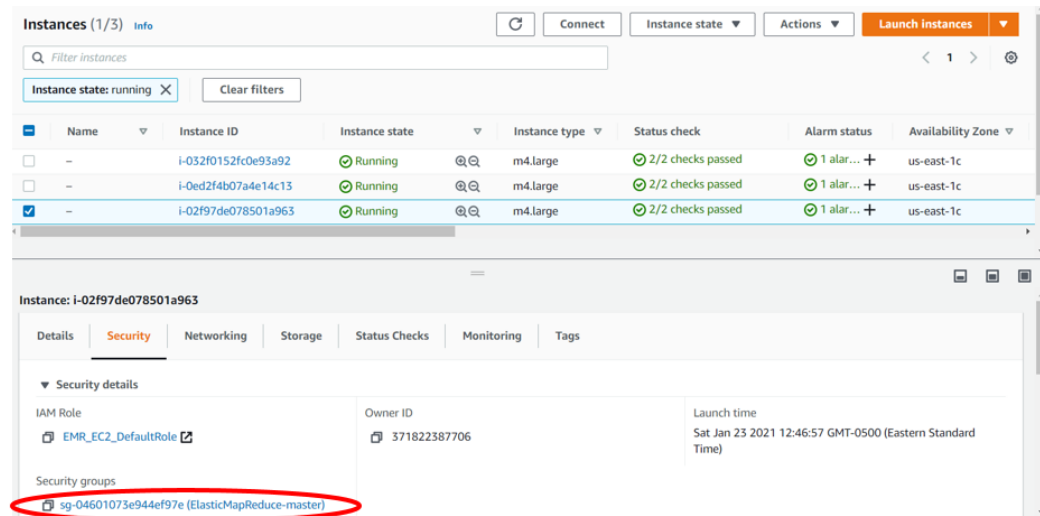 Instances (1/3) Info Connect Instance state Actions Launch instances
Filter instances 1
Instance state: running Clear filters
Name Instance ID Instance state Instance type Status check Alarm status Availability Zone
– i-032f0152fc0e93a92 Running m4.large 2/2 checks passed 1 alar... + us-east-1c
– i-0ed2f4b07a4e14c13 Running m4.large 2/2 checks passed 1 alar... + us-east-1c
– i-02f97de078501a963 Running m4.large 2/2 checks passed 1 alar... + us-east-1c
Instance: i-02f97de078501a963
Details Security Networking Storage Status Checks Monitoring Tags
Security details
IAM Role Owner ID Launch time
EMR_EC2_DefaultRole 371822387706 Sat Jan 23 2021 12:46:57 GMT-0500 (Eastern Standard
Time)
Security groups
sg-04601073e944ef97e (ElasticMapReduce-master)